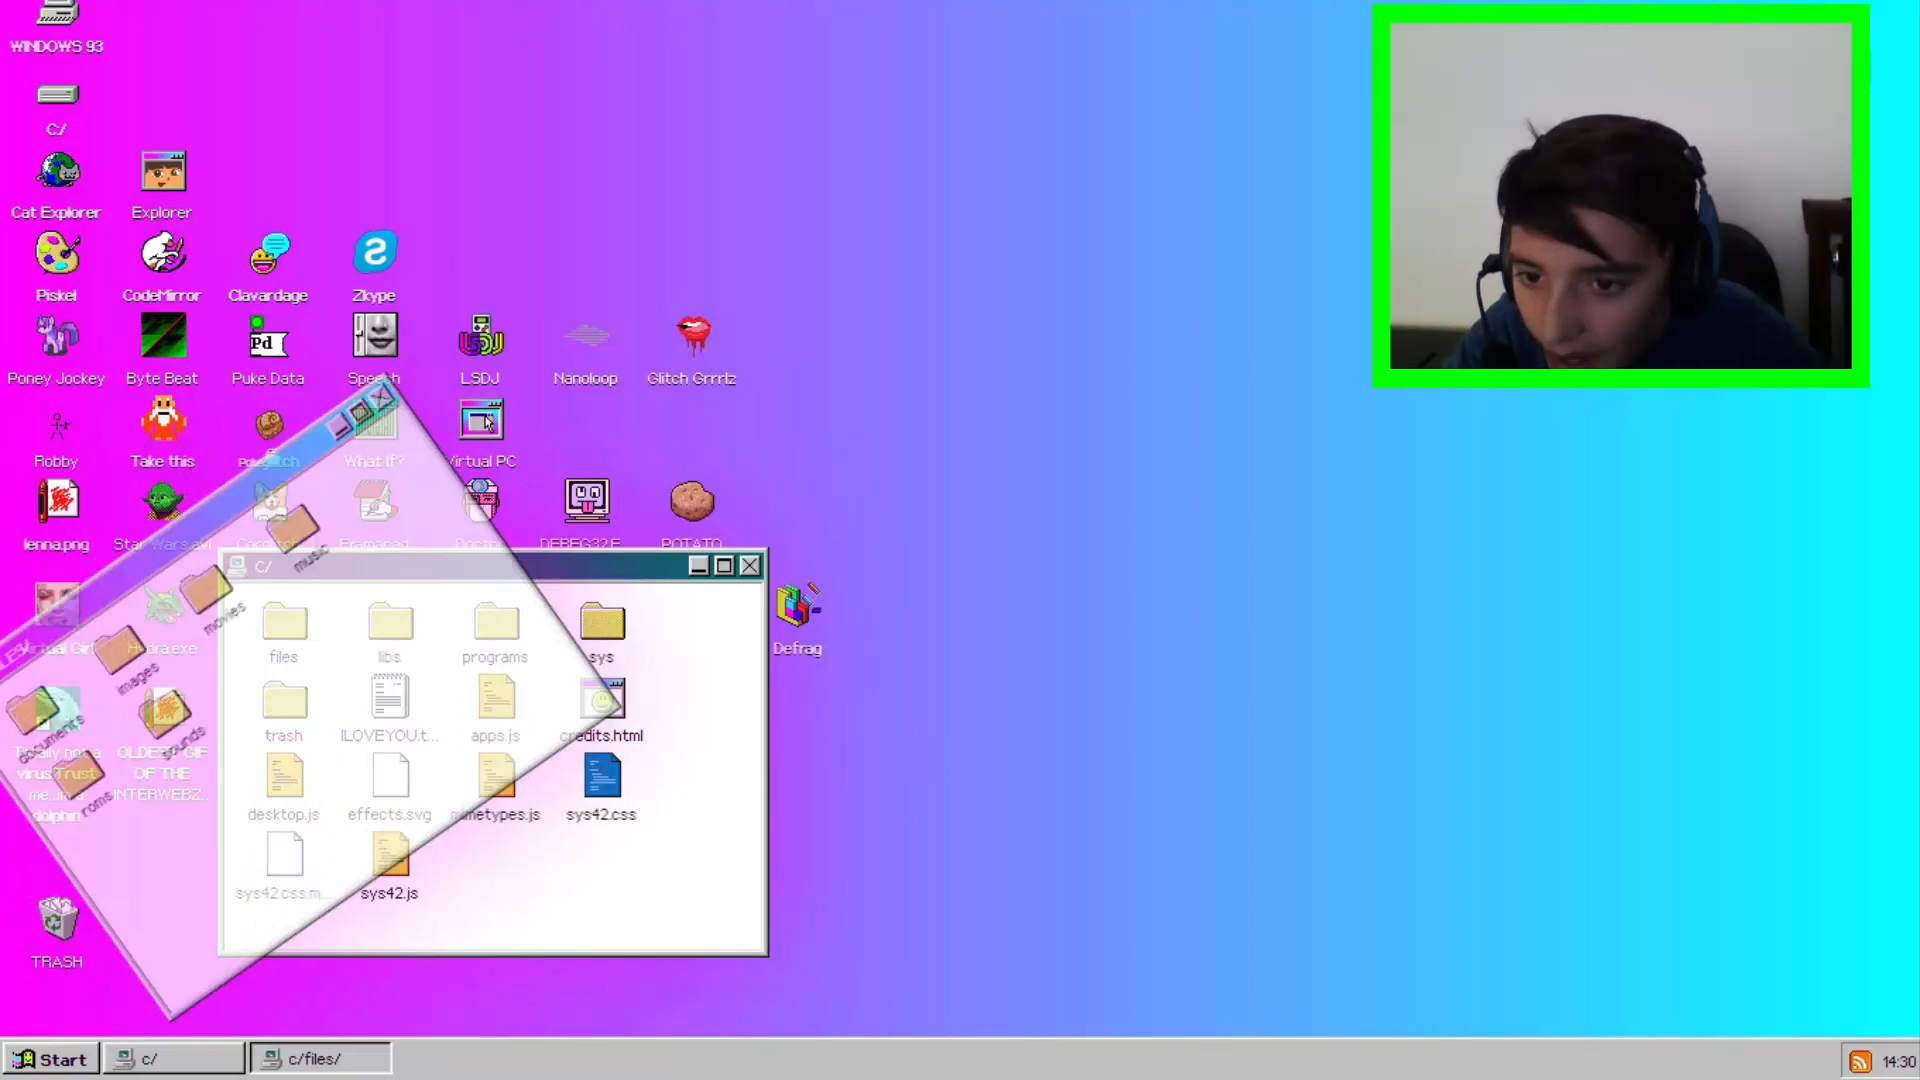 WINDOWS 93
C:/
Cat Explorer
Explorer
Piskel
CodeMirror
Clavardage
Zkype
Poney Jockey
Byte Beat
Pd
Puke Data
Speech
LSDJ
Nanoloop
Glitch Grrrlz
Robby
Take this
What If?
Virtual PC
lenna.png
Star Wars.avi
DEBEG32.E
POTATO
Virtual Girl
Hydra.exe
Defrag
Totally not a
virus.Trust
me..im a
dolphin
OLDEST GIF
OF THE
INTERWEBZ..
TRASH
music
movies
images
documents
sounds
roms
C/
files
libs
programs
sys
trash
ILOVEYOU.t...
apps.js
credits.html
desktop.js
effects.svg
mimetypes.js
sys42.css
sys42.css.m...
sys42.js
Start
c/
c/files/
14:30